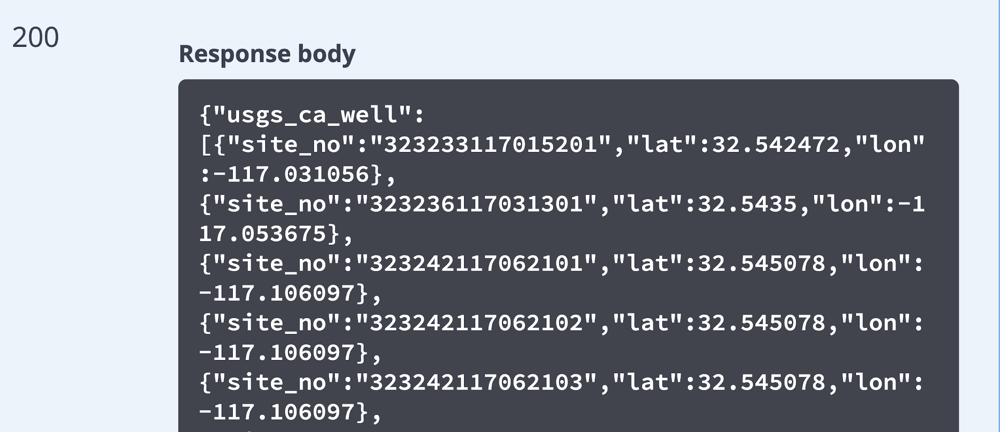 200
Response body
{"usgs_ca_well":
[{"site_no":"323233117015201","lat":32.542472,"lon"
:-117.031056},
{"site_no":"323236117031301","lat":32.5435,"lon":-1
17.053675},
{"site_no":"323242117062101","lat":32.545078,"lon":
-117.106097},
{"site_no":"323242117062102","lat":32.545078,"lon":
-117.106097},
{"site_no":"323242117062103","lat":32.545078,"lon":
-117.106097},